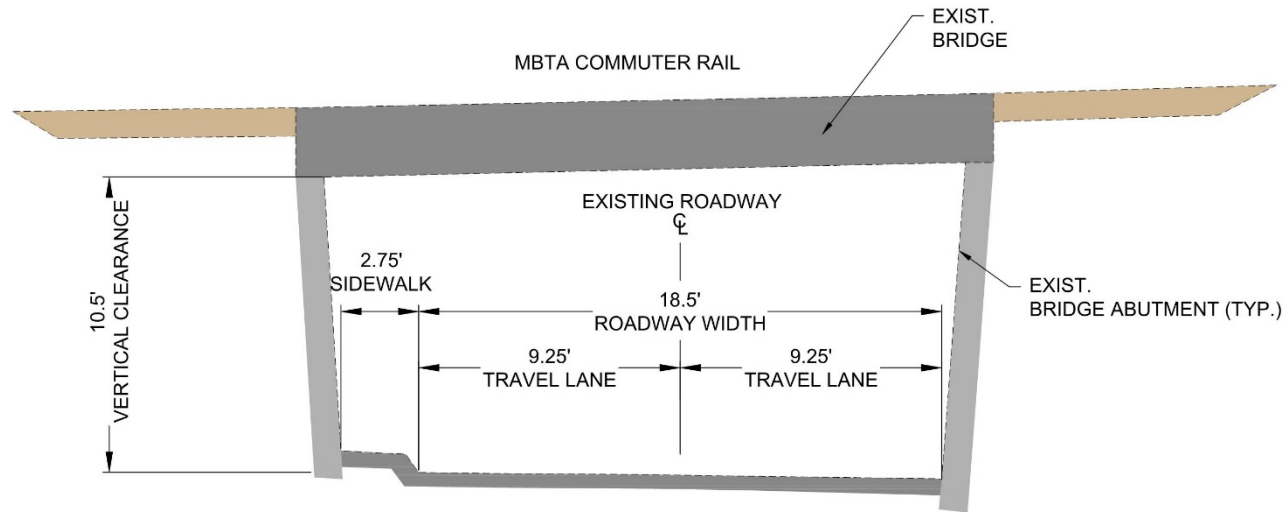 EXIST.
BRIDGE
MBTA COMMUTER RAIL
EXISTING ROADWAY
℄
10.5'
VERTICAL CLEARANCE
2.75'
SIDEWALK
18.5'
ROADWAY WIDTH
9.25'
TRAVEL LANE
9.25'
TRAVEL LANE
EXIST.
BRIDGE ABUTMENT (TYP.)